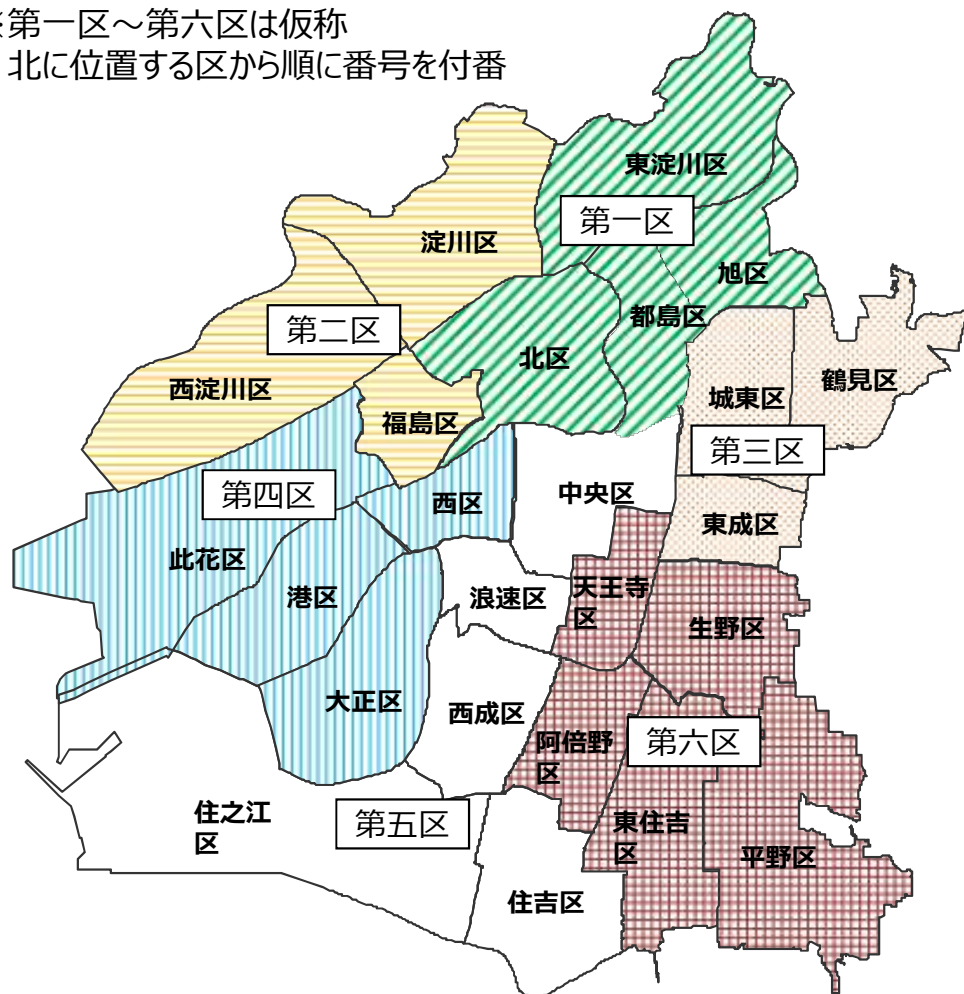 ※第一区～第六区は仮称
北に位置する区から順に番号を付番
東淀川区
第一区
淀川区
旭区
都島区
第二区
北区
鶴見区
西淀川区
城東区
福島区
第三区
第四区
西区
中央区
東成区
此花区
港区
浪速区
天王寺
区
生野区
大正区
西成区
阿倍野
区
第六区
住之江
区
第五区
東住吉
区
平野区
住吉区